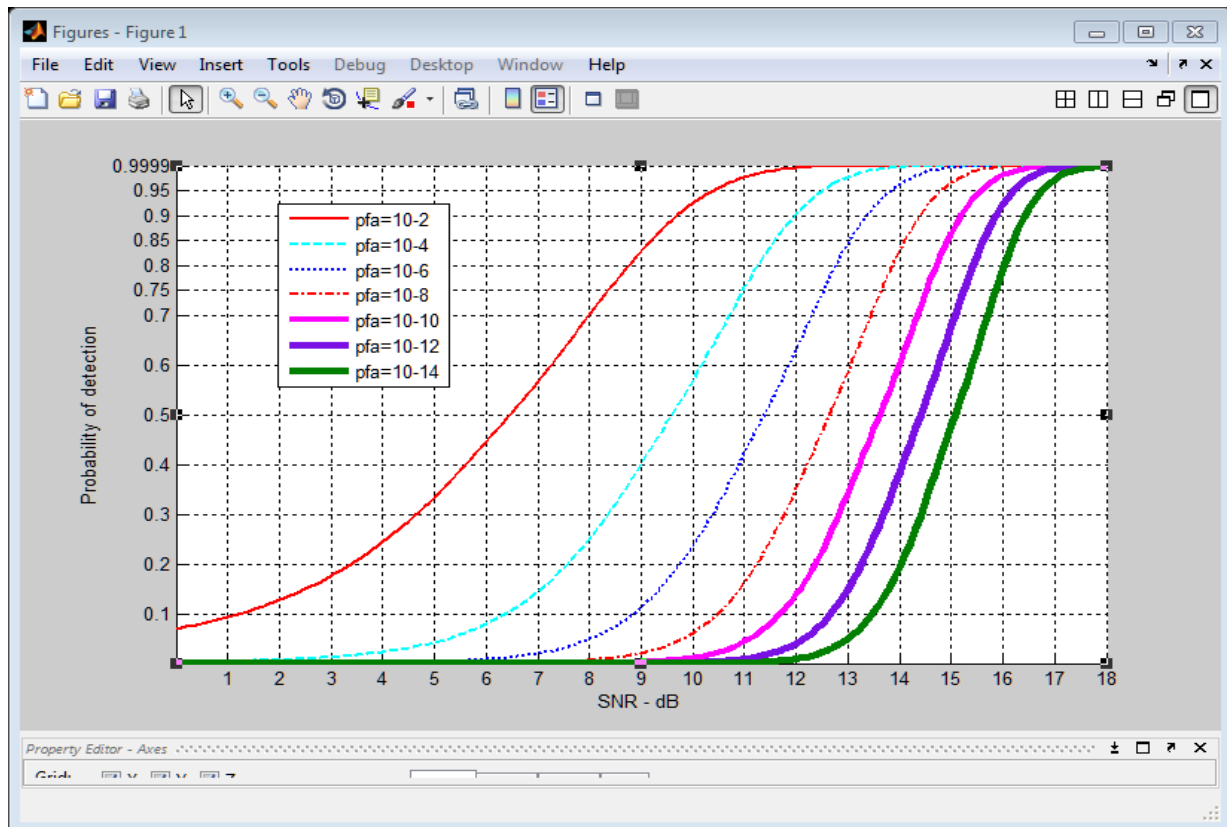 Figures - Figure 1
File Edit View Insert Tools Debug Desktop Window Help
0.9999
0.95
0.9
0.85
0.8
0.75
0.7
0.6
0.5
0.4
0.3
0.2
0.1
Probability of detection
pfa=10-2
pfa=10-4
pfa=10-6
pfa=10-8
pfa=10-10
pfa=10-12
pfa=10-14
1 2 3 4 5 6 7 8 9 10 11 12 13 14 15 16 17 18
SNR - dB
Property Editor - Axes